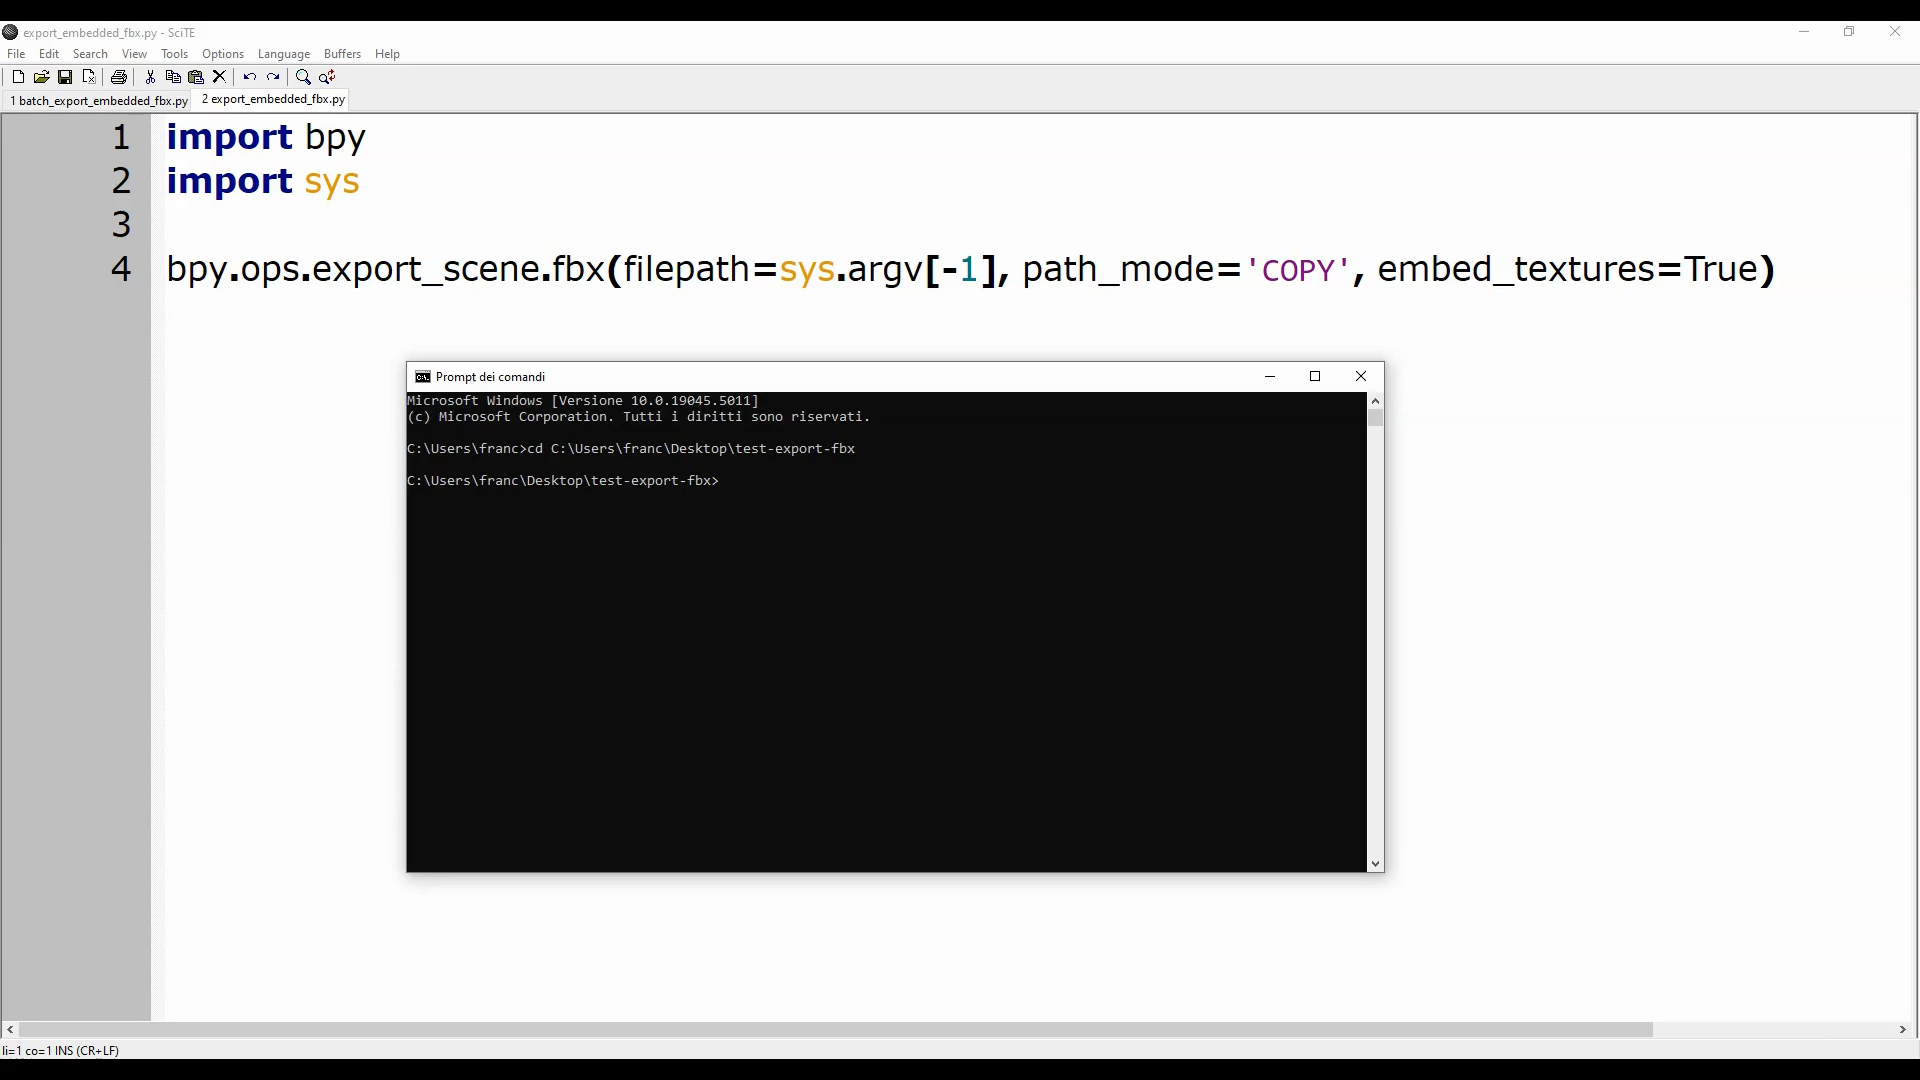 export_embedded_fbx.py - SciTE
File Edit Search View Tools Options Language Buffers Help
1 batch_export_embedded_fbx.py 2 export_embedded_fbx.py
1 import bpy
2 import sys
3
4 bpy.ops.export_scene.fbx(filepath=sys.argv[-1], path_mode='COPY', embed_textures=True)
Prompt dei comandi
Microsoft Windows [Versione 10.0.19045.5011]
(c) Microsoft Corporation. Tutti i diritti sono riservati.
C:\Users\franc>cd C:\Users\franc\Desktop\test-export-fbx
C:\Users\franc\Desktop\test-export-fbx>
li=1 co=1 INS (CR+LF)